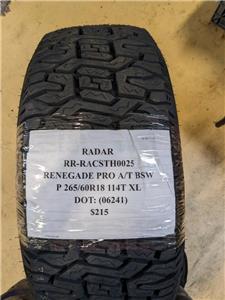 RADAR
RR-RACSTH0025
RENEGADE PRO A/T BSW
P 265/60R18 114T XL
DOT: (06241)
$215